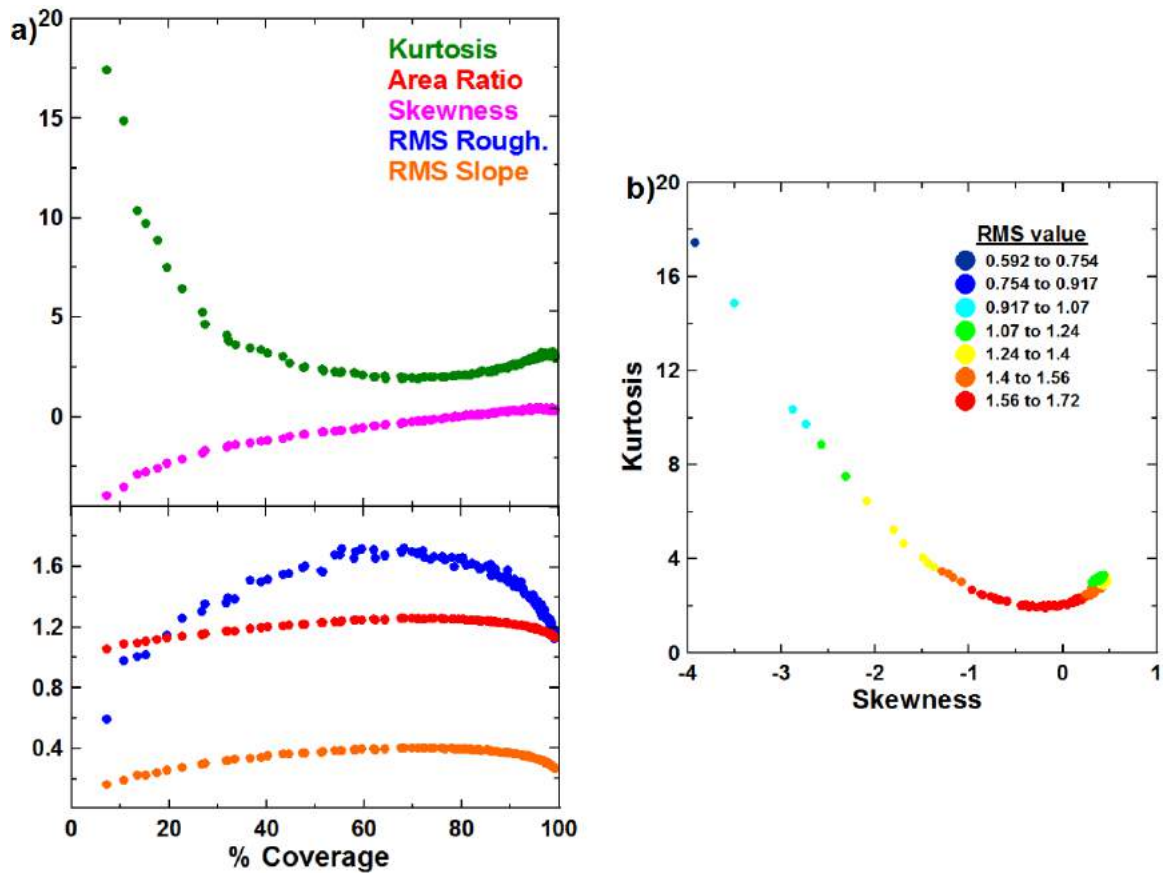 a)
20
15
10
5
0
Kurtosis
Area Ratio
Skewness
RMS Rough.
RMS Slope
1.6
1.2
0.8
0.4
0 20 40 60 80 100
% Coverage
b)
20
16
12
8
4
0
Kurtosis
RMS value
0.592 to 0.754
0.754 to 0.917
0.917 to 1.07
1.07 to 1.24
1.24 to 1.4
1.4 to 1.56
1.56 to 1.72
-4 -3 -2 -1 0 1
Skewness